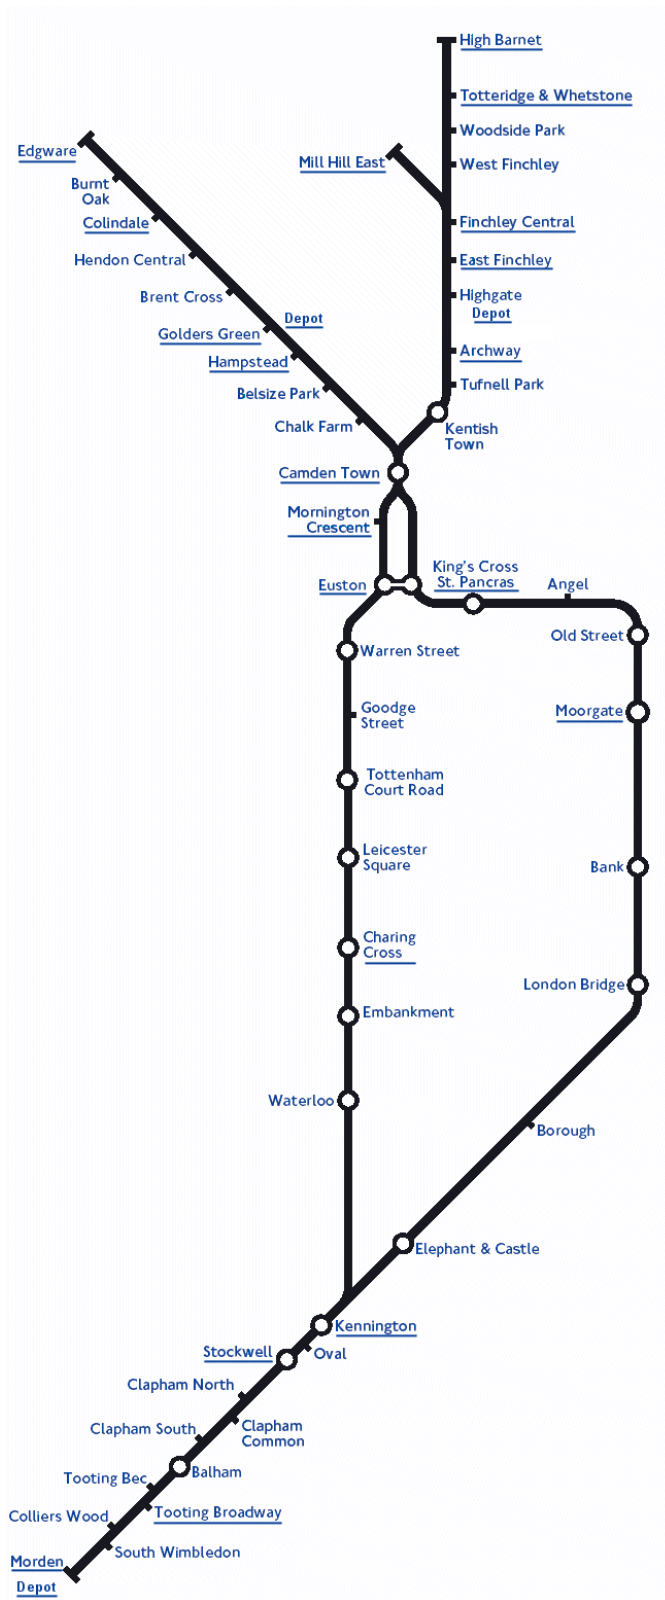 High Barnet
Totteridge & Whetstone
Woodside Park
Edgware
Mill Hill East
West Finchley
Burnt
Oak
Colindale
Finchley Central
Hendon Central
East Finchley
Brent Cross
Highgate
Depot
Depot
Golders Green
Hampstead
Archway
Belsize Park
Tufnell Park
Chalk Farm
Kentish
Town
Camden Town
Mornington
Crescent
King's Cross
St. Pancras
Euston
Angel
Old Street
Warren Street
Goodge
Street
Moorgate
Tottenham
Court Road
Leicester
Square
Bank
Charing
Cross
London Bridge
Embankment
Waterloo
Borough
Elephant & Castle
Kennington
Stockwell
Oval
Clapham North
Clapham South
Clapham
Common
Balham
Tooting Bec
Tooting Broadway
Colliers Wood
South Wimbledon
Morden
Depot